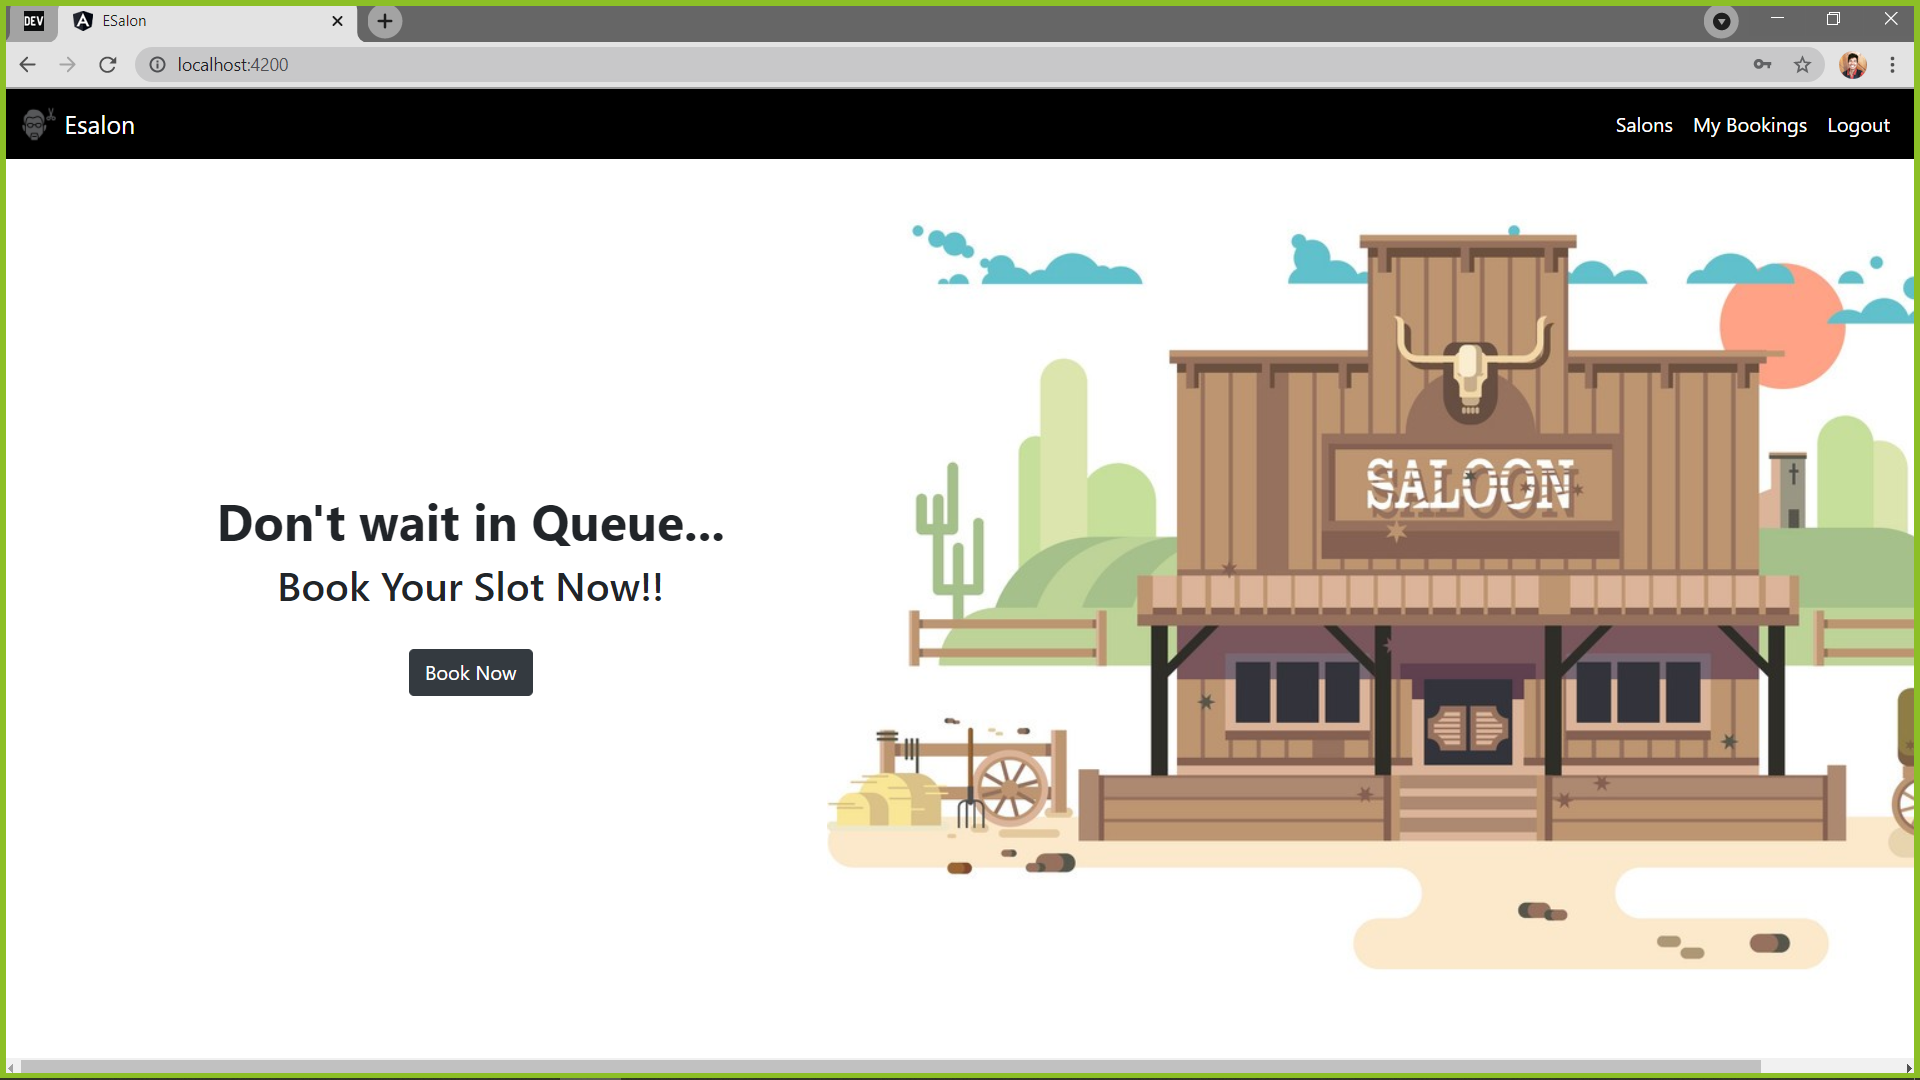 DEV
ESalon
localhost:4200
Esalon
Salons My Bookings Logout
SALOON
Don't wait in Queue...
Book Your Slot Now!!
Book Now